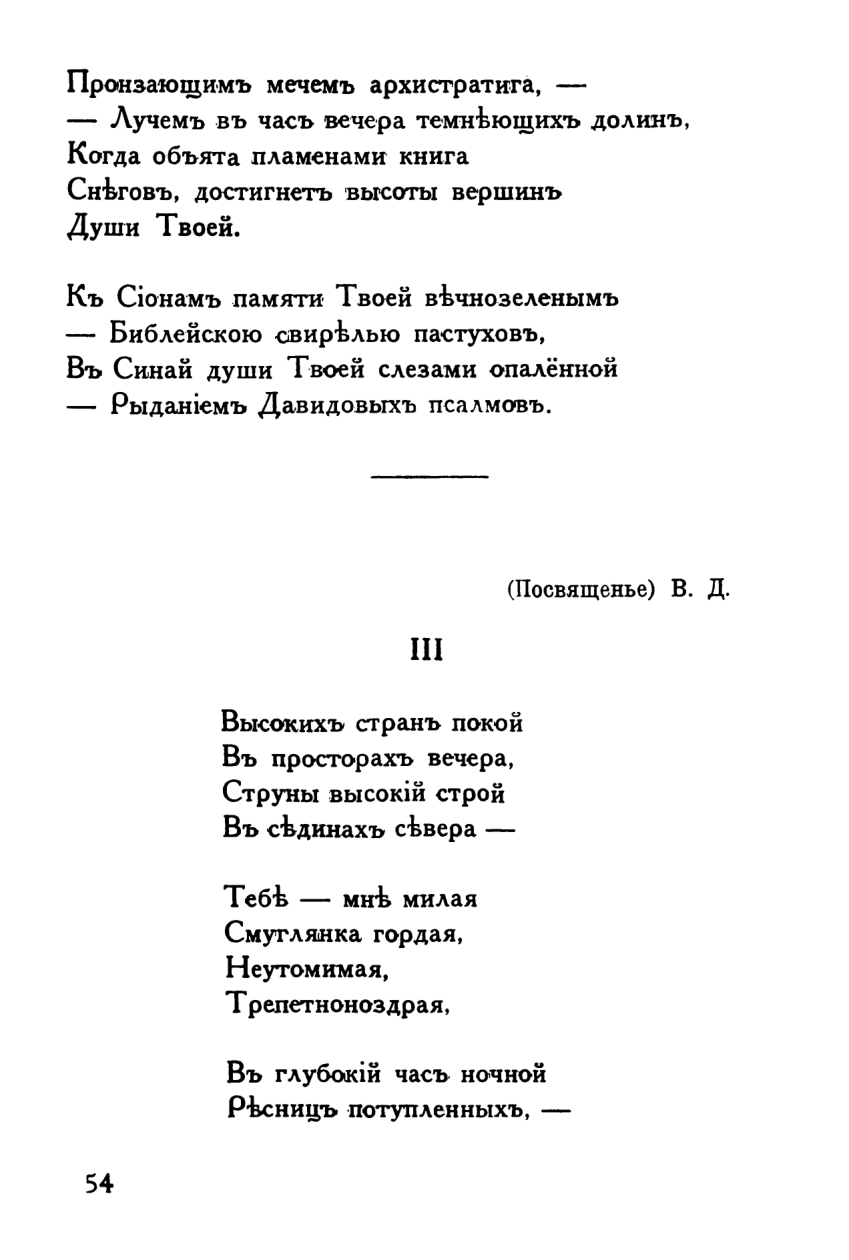 Пронзающимъ мечемъ архистратига, —
— Лучемъ въ часъ вечера темнѣющихъ долинъ,
Когда объята пламенами книга
Снѣговъ, достигнетъ высоты вершинъ
Души Твоей.
Къ Сіонамъ памяти Твоей вѣчнозеленымъ
— Библейскою свирѣлью пастуховъ,
Въ Синай души Твоей слезами опалённой
— Рыданіемъ Давидовыхъ псалмовъ.
(Посвященье) В. Д.
III
Высокихъ странъ покой
Въ просторахъ вечера,
Струны высокій строй
Въ сѣдинахъ сѣвера —
Тебѣ — мнѣ милая
Смуглянка гордая,
Неутомимая,
Трепетноноздрая,
Въ глубокій часъ ночной
Рѣсницъ потупленныхъ, —
54